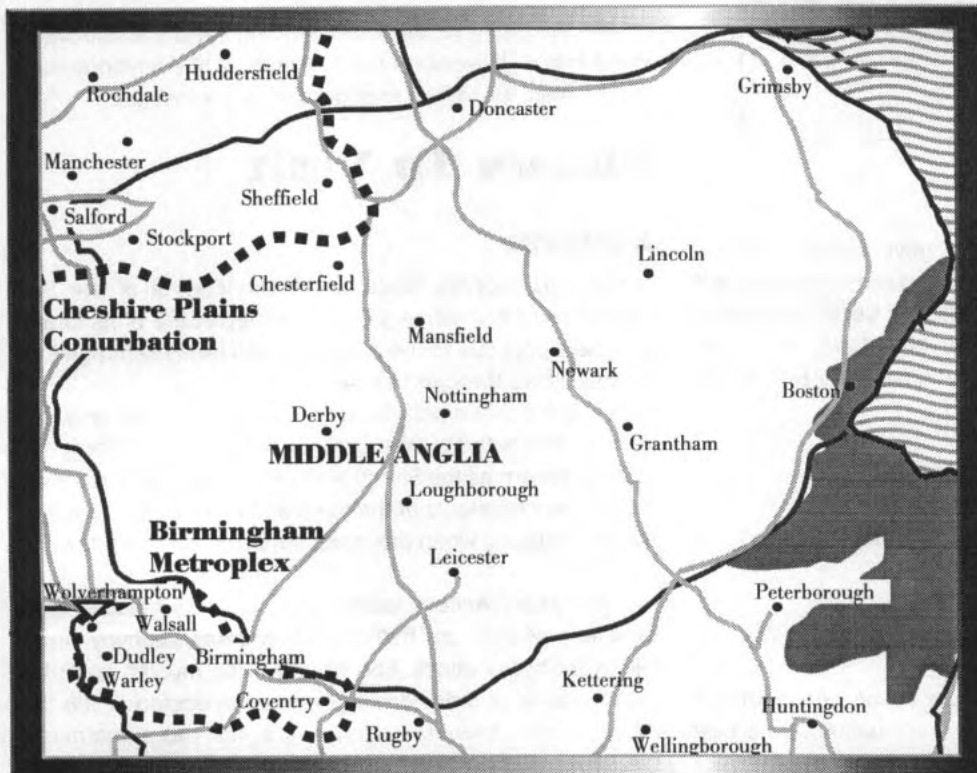 Huddersfield
Rochdale
Grimsby
Doncaster
Manchester
Sheffield
Salford
Stockport
Lincoln
Chesterfield
Cheshire Plains
Conurbation
Mansfield
Newark
Boston
Nottingham
Derby
Grantham
MIDDLE ANGLIA
Loughborough
Birmingham
Metroplex
Leicester
Wolverhampton
Peterborough
Walsall
Dudley
Birmingham
Warley
Kettering
Coventry
Huntingdon
Rugby
Wellingborough